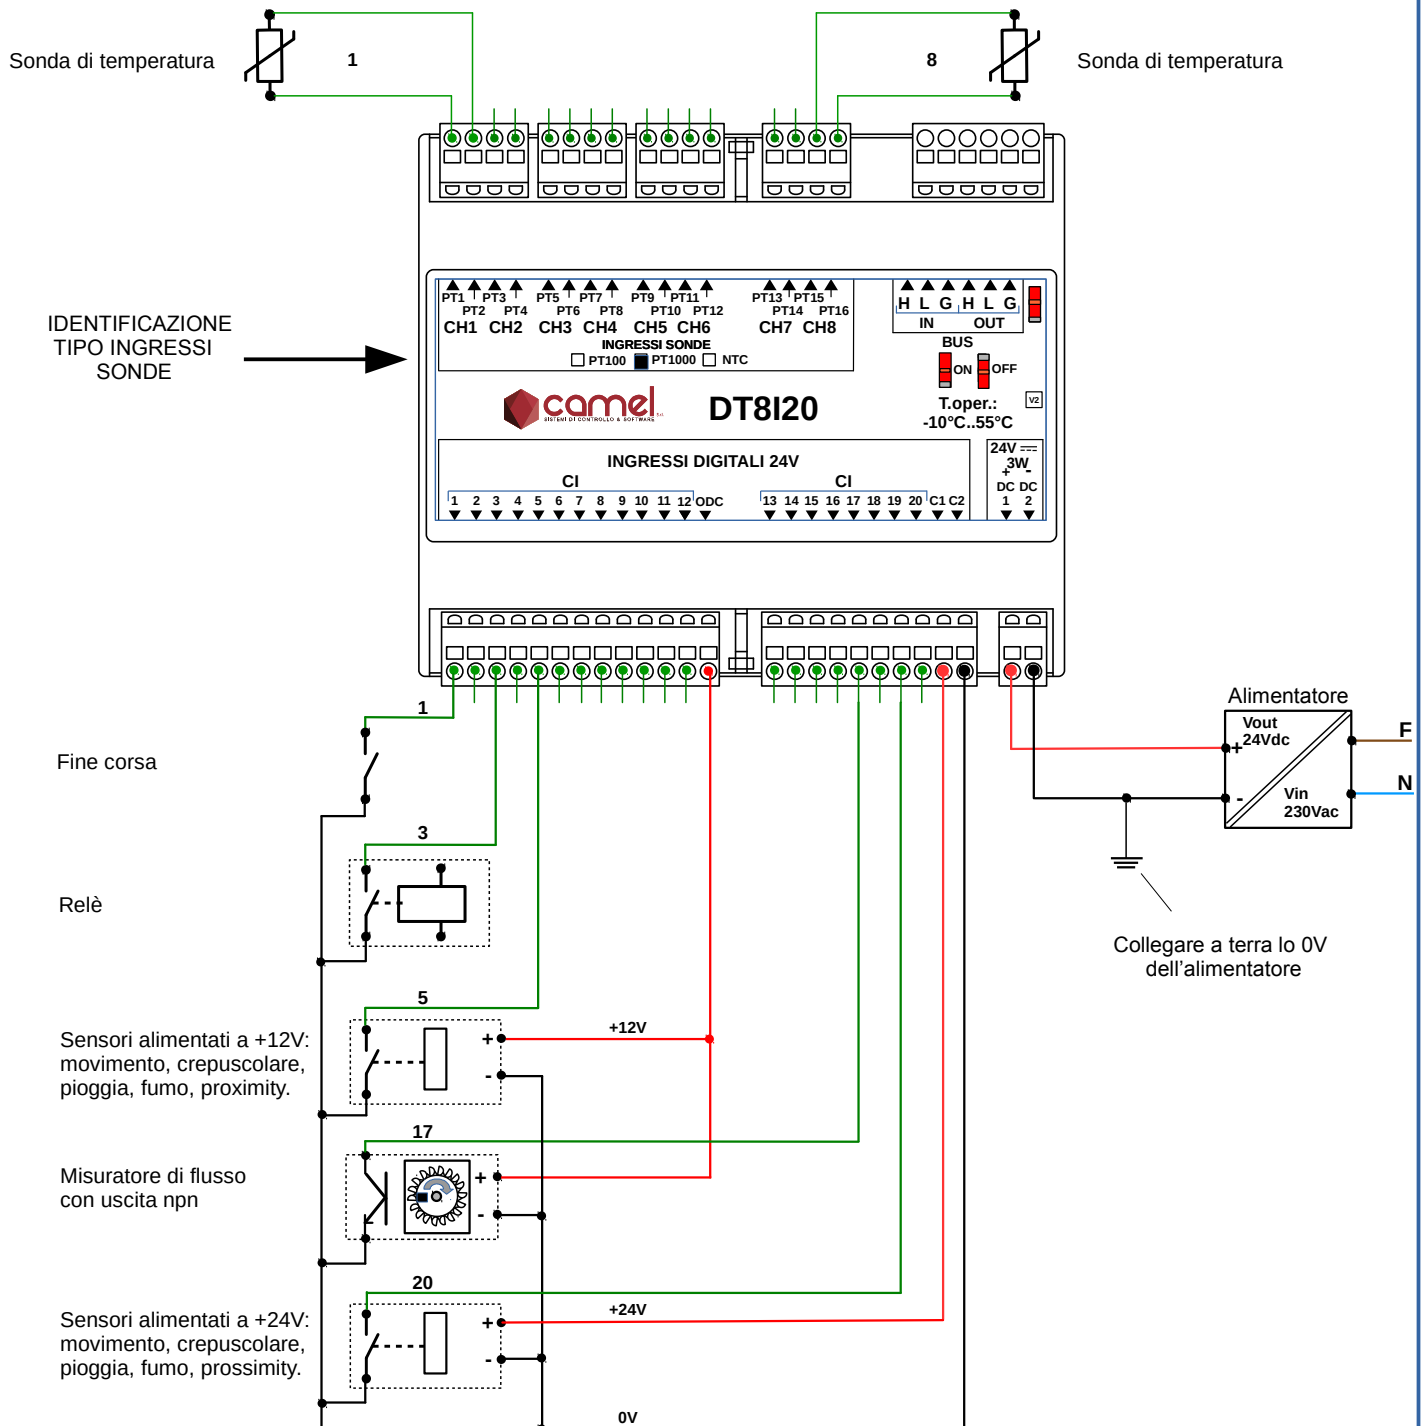 Sonda di temperatura
1
8
Sonda di temperatura
IDENTIFICAZIONE
TIPO INGRESSI
SONDE
PT1 PT3 PT5 PT7 PT9 PT11 PT13 PT15
PT2 PT4 PT6 PT8 PT10 PT12 PT14 PT16
CH1 CH2 CH3 CH4 CH5 CH6 CH7 CH8
INGRESSI SONDE
PT100 PT1000 NTC
H L G H L G
IN OUT
BUS
ON OFF
camel s.r.l.
SISTEMI DI CONTROLLO & SOFTWARE
DT8I20
T.oper.:
-10°C..55°C
V2
INGRESSI DIGITALI 24V
CI CI
1 2 3 4 5 6 7 8 9 10 11 12 ODC 13 14 15 16 17 18 19 20 C1 C2
24V
3W
+ -
DC DC
1 2
1
Fine corsa
Alimentatore
Vout
24Vdc
+
-
Vin
230Vac
F
N
3
Relè
Collegare a terra lo 0V
dell'alimentatore
5
Sensori alimentati a +12V:
movimento, crepuscolare,
pioggia, fumo, proximity.
+
-
+12V
17
Misuratore di flusso
con uscita npn
+
-
20
Sensori alimentati a +24V:
movimento, crepuscolare,
pioggia, fumo, prossimity.
+
-
+24V
0V